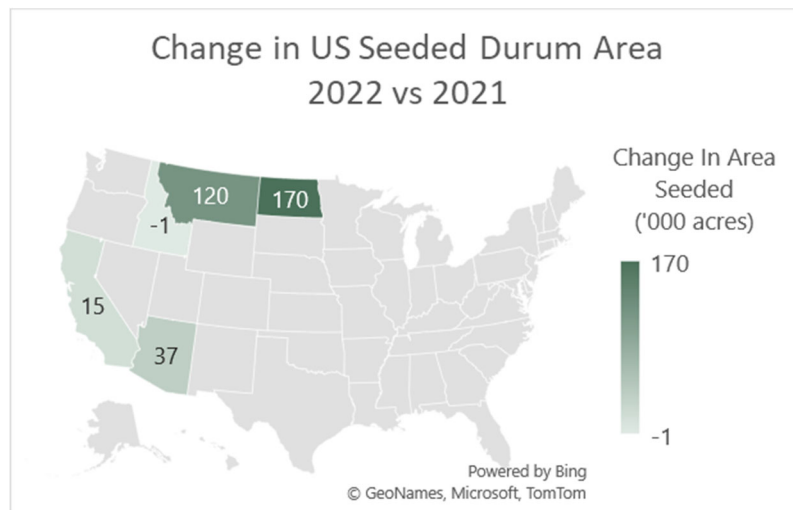 Change in US Seeded Durum Area
2022 vs 2021
Change In Area
Seeded
('000 acres)
170
-1
120
170
-1
15
37
Powered by Bing
© GeoNames, Microsoft, TomTom